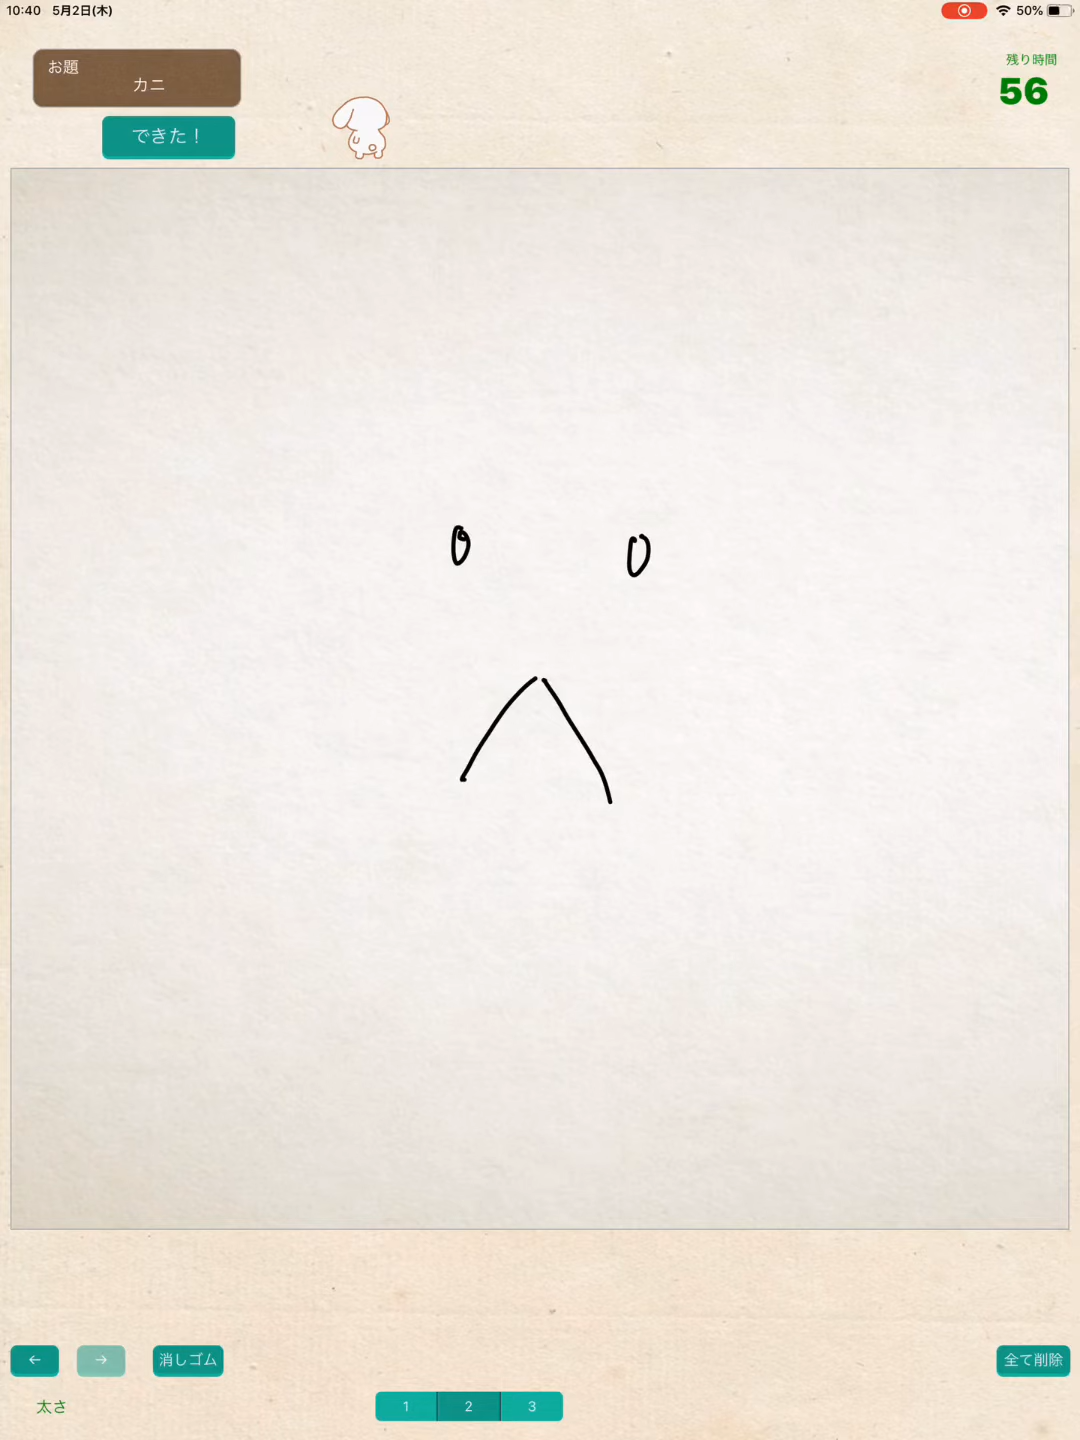 10:40 5月2日(木)
50%
お題
カニ
できた！
残り時間
56
← → 消しゴム 全て削除
太さ 1 2 3